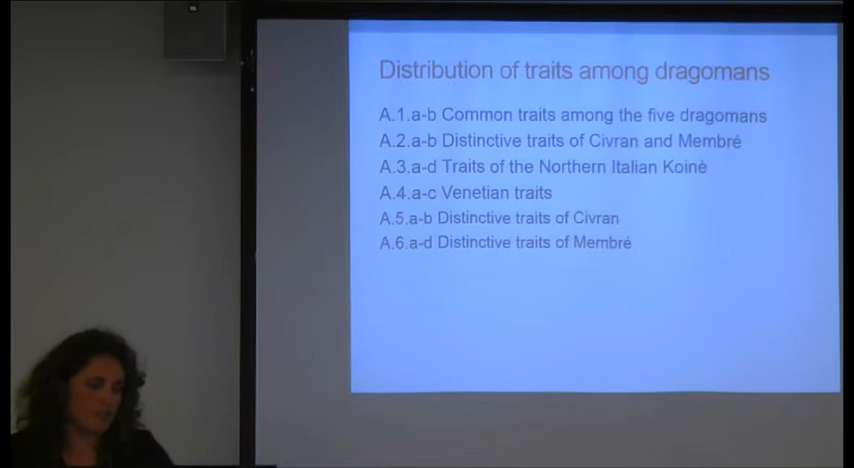 Distribution of traits among dragomans
A.1.a-b Common traits among the five dragomans
A.2.a-b Distinctive traits of Civran and Membré
A.3.a-d Traits of the Northern Italian Koinè
A.4.a-c Venetian traits
A.5.a-b Distinctive traits of Civran
A.6.a-d Distinctive traits of Membré